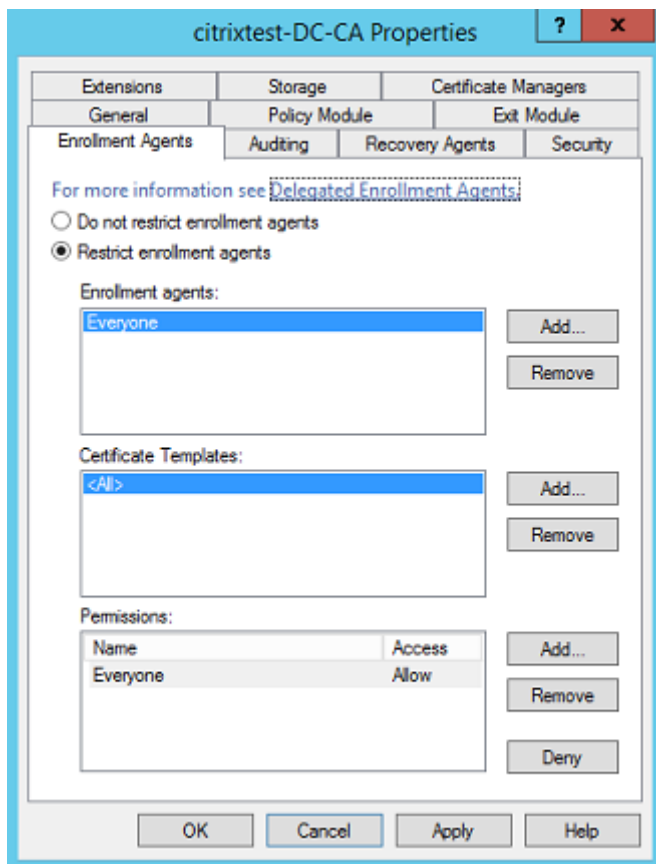 citrixtest-DC-CA Properties
? x
Extensions Storage Certificate Managers
General Policy Module Exit Module
Enrollment Agents Auditing Recovery Agents Security
For more information see Delegated Enrollment Agents.
Do not restrict enrollment agents
Restrict enrollment agents
Enrollment agents:
Everyone
Add...
Remove
Certificate Templates:
<All>
Add...
Remove
Permissions:
Name Access
Everyone Allow
Add...
Remove
Deny
OK Cancel Apply Help